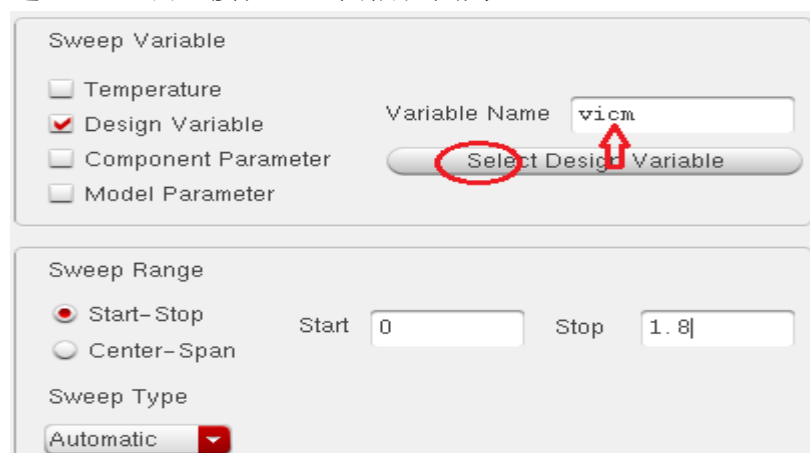 Sweep Variable
Temperature
Design Variable
Variable Name vicm
Component Parameter
Select Design Variable
Model Parameter
Sweep Range
Start-Stop
Start 0 Stop 1.8
Center-Span
Sweep Type
Automatic